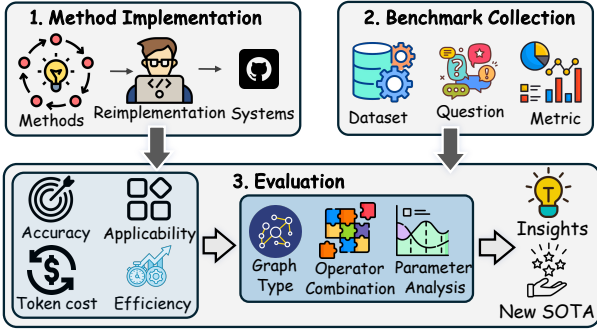 1. Method Implementation
Methods
Reimplementation
Systems
2. Benchmark Collection
Dataset
Question
Metric
3. Evaluation
Accuracy
Applicability
Token cost
Efficiency
Graph
Type
Operator
Combination
Parameter
Analysis
Insights
New SOTA